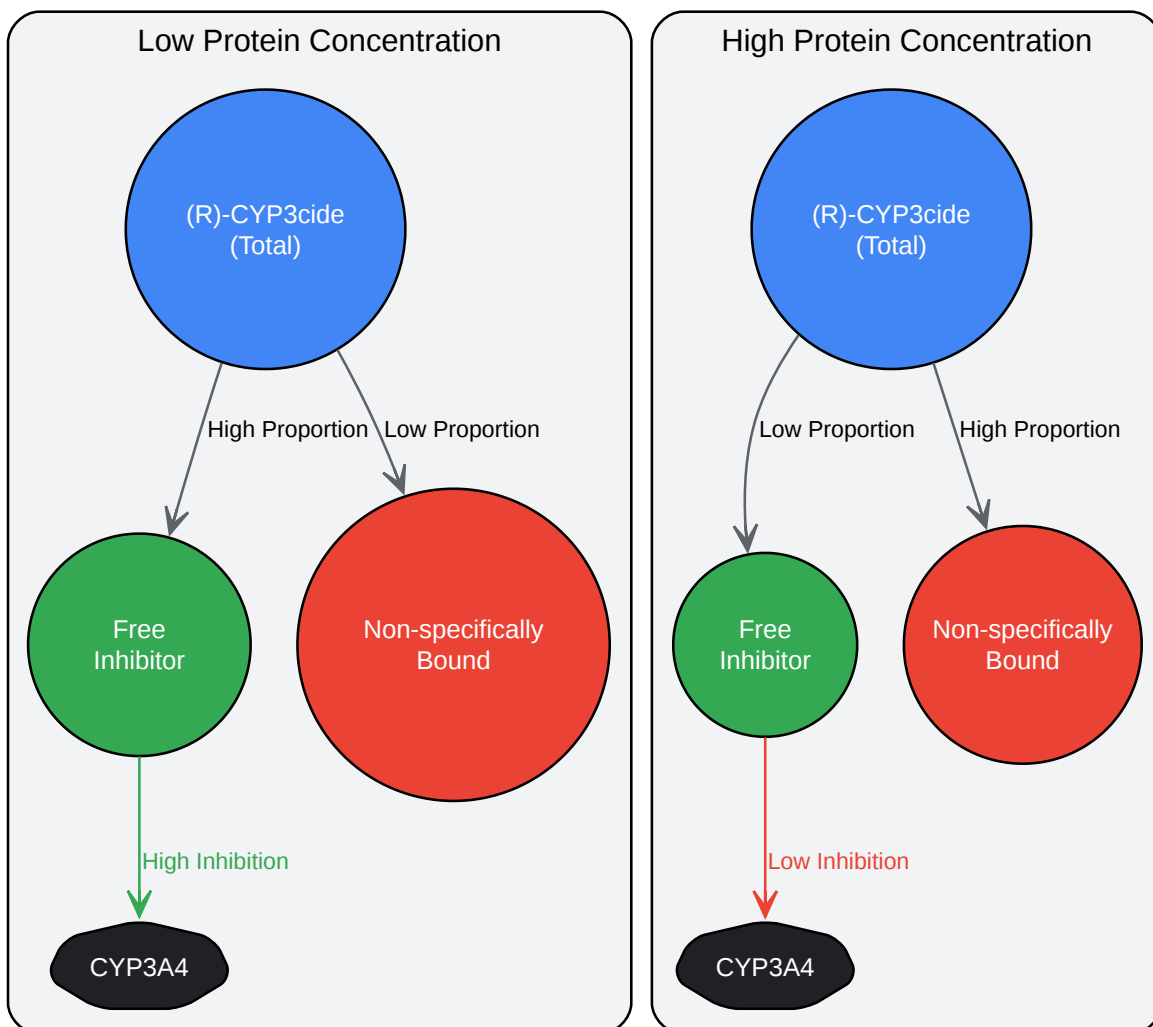 Low Protein Concentration
(R)-CYP3cide
(Total)
High Proportion
Low Proportion
Free
Inhibitor
Non-specifically
Bound
High Inhibition
CYP3A4
High Protein Concentration
(R)-CYP3cide
(Total)
Low Proportion
High Proportion
Free
Inhibitor
Non-specifically
Bound
Low Inhibition
CYP3A4